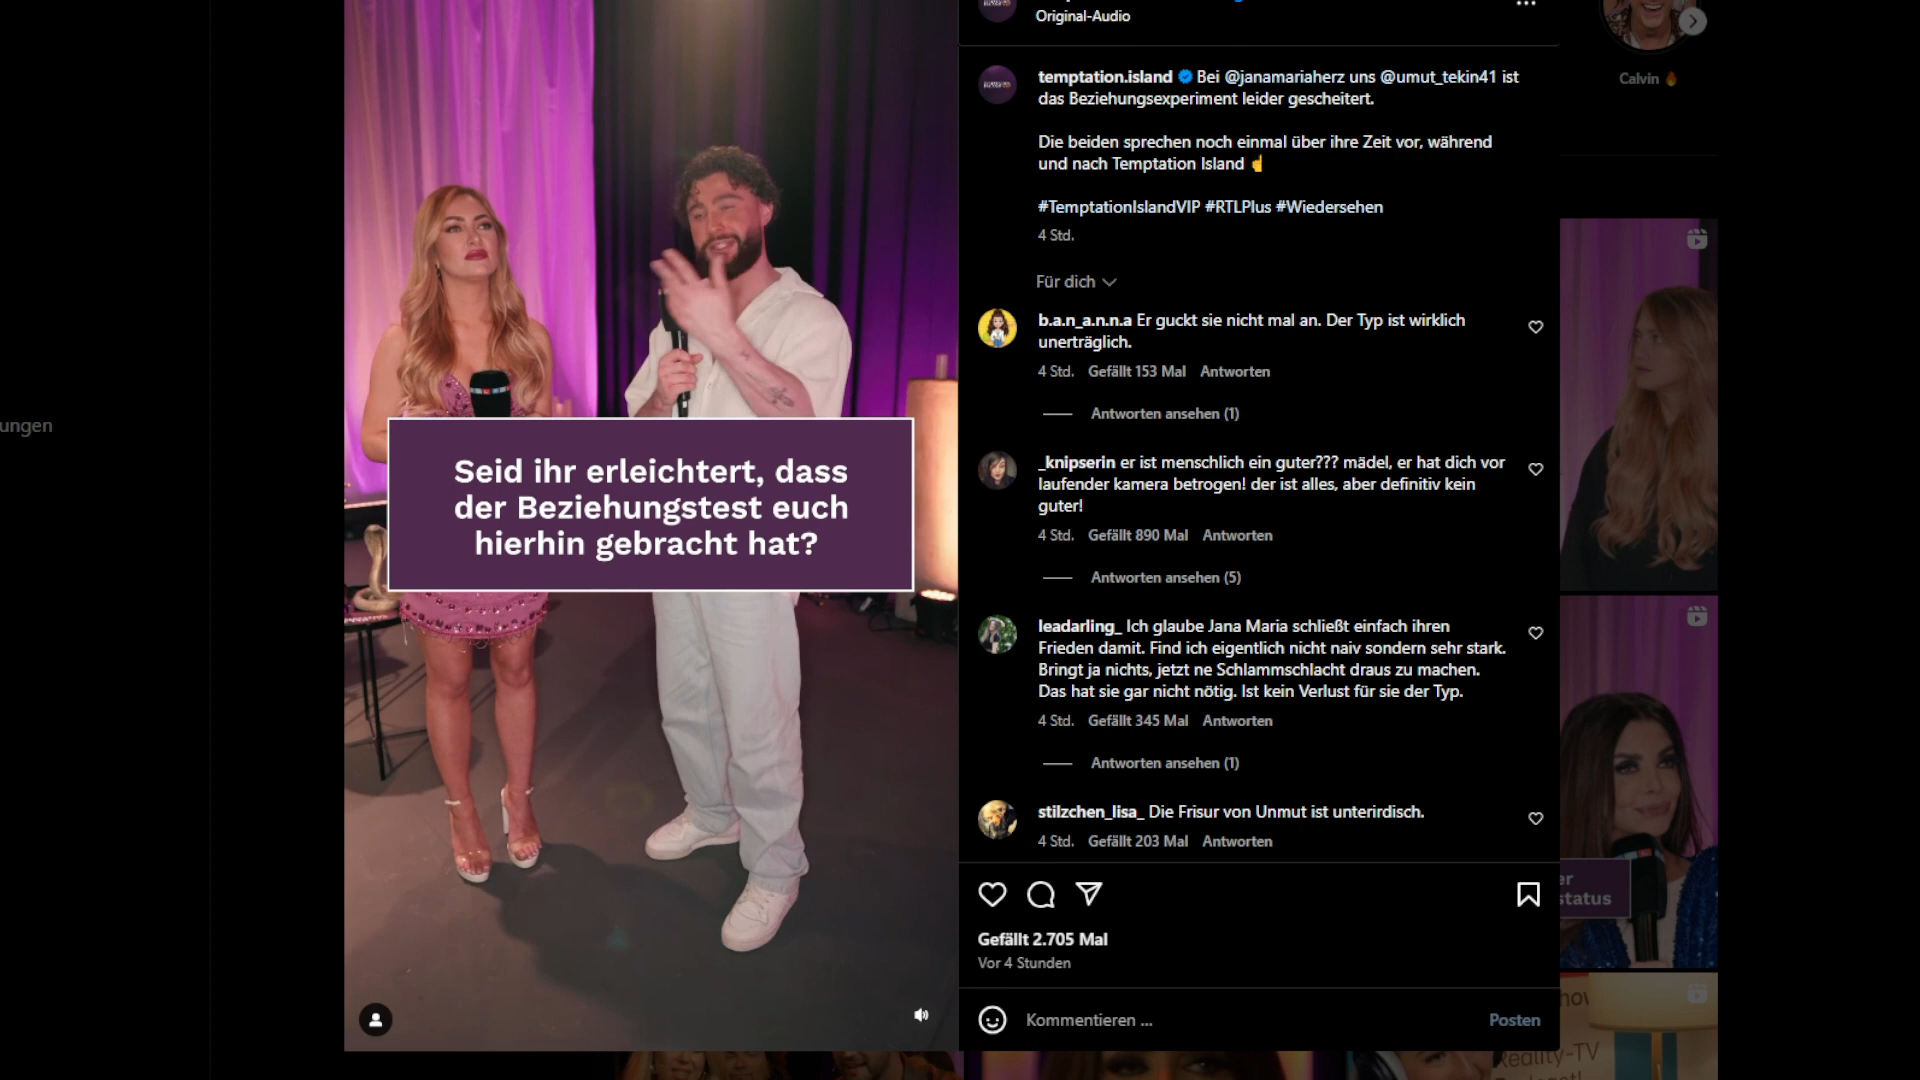 Original-Audio
Calvin 🔥
temptation.island Bei @janamariaherz uns @umut_tekin41 ist
das Beziehungsexperiment leider gescheitert.
Die beiden sprechen noch einmal über ihre Zeit vor, während
und nach Temptation Island ☝️
#TemptationIslandVIP #RTLPlus #Wiedersehen
4 Std.
Für dich
b.a.n_a.n.n.a Er guckt sie nicht mal an. Der Typ ist wirklich
unerträglich.
4 Std. Gefällt 153 Mal Antworten
Antworten ansehen (1)
ungen
Seid ihr erleichtert, dass
der Beziehungstest euch
hierhin gebracht hat?
_knipserin er ist menschlich ein guter??? mädel, er hat dich vor
laufender kamera betrogen! der ist alles, aber definitiv kein
guter!
4 Std. Gefällt 890 Mal Antworten
Antworten ansehen (5)
leadarling_ Ich glaube Jana Maria schließt einfach ihren
Frieden damit. Find ich eigentlich nicht naiv sondern sehr stark.
Bringt ja nichts, jetzt ne Schlammschlacht draus zu machen.
Das hat sie gar nicht nötig. Ist kein Verlust für sie der Typ.
4 Std. Gefällt 345 Mal Antworten
Antworten ansehen (1)
stilzchen_lisa_ Die Frisur von Unmut ist unterirdisch.
4 Std. Gefällt 203 Mal Antworten
er
status
Gefällt 2.705 Mal
Vor 4 Stunden
Kommentieren ...
Posten
Reality-TV